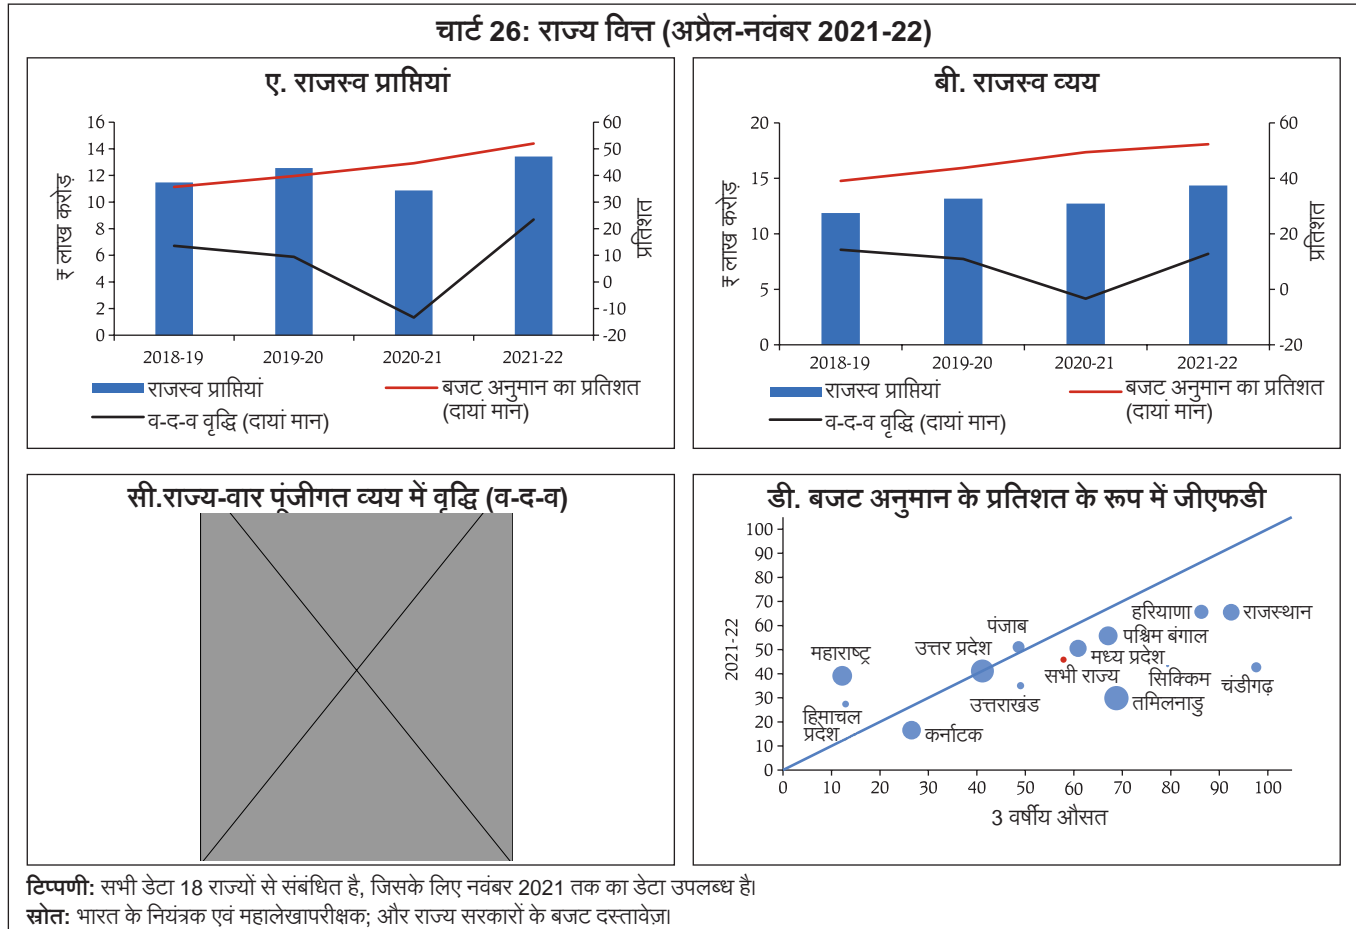 चार्ट 26: राज्य वित्त (अप्रैल-नवंबर 2021-22)
ए. राजस्व प्राप्तियां
₹ लाख करोड़
16
14
12
10
8
6
4
2
0
60
50
40
30
20
10
0
-10
-20
प्रतिशत
2018-19 2019-20 2020-21 2021-22
राजस्व प्राप्तियां
बजट अनुमान का प्रतिशत
(दायां मान)
व-द-व वृद्धि (दायां मान)
बी. राजस्व व्यय
₹ लाख करोड़
20
15
10
5
0
60
40
20
0
-20
प्रतिशत
2018-19 2019-20 2020-21 2021-22
राजस्व प्राप्तियां
बजट अनुमान का प्रतिशत
(दायां मान)
व-द-व वृद्धि (दायां मान)
सी.राज्य-वार पूंजीगत व्यय में वृद्धि (व-द-व)
डी. बजट अनुमान के प्रतिशत के रूप में जीएफडी
2021-22
100
90
80
70
60
50
40
30
20
10
0
हरियाणा
राजस्थान
पंजाब
पश्चिम बंगाल
उत्तर प्रदेश
महाराष्ट्र
मध्य प्रदेश
सभी राज्य
सिक्किम
चंडीगढ़
उत्तराखंड
तमिलनाडु
हिमाचल
प्रदेश
कर्नाटक
0 10 20 30 40 50 60 70 80 90 100
3 वर्षीय औसत
टिप्पणी: सभी डेटा 18 राज्यों से संबंधित है, जिसके लिए नवंबर 2021 तक का डेटा उपलब्ध है।
स्रोत: भारत के नियंत्रक एवं महालेखापरीक्षक; और राज्य सरकारों के बजट दस्तावेज़।